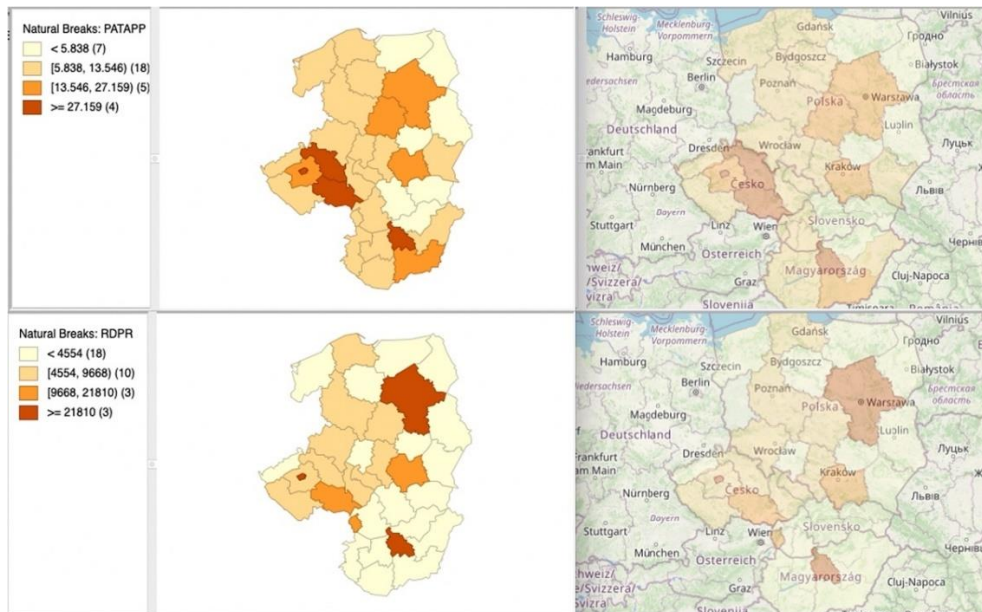 Natural Breaks: PATAPP
< 5.838 (7)
[5.838, 13.546) (18)
[13.546, 27.159) (5)
>= 27.159 (4)
Schleswig-
Holstein
Mecklenburg-
Vorpommern
Gdańsk
Vilnius
Гродно
Hamburg
Szczecin
Bydgoszcz
Białystok
Berlin
Poznań
Polska
Warszawa
Брестская
область
Magdeburg
Deutschland
Lublin
Луцьк
Dresden
Wrocław
am Main
Česko
Kraków
Львів
Nürnberg
Bayern
Slovensko
Stuttgart
Linz
Wien
München
Österreich
Magyarország
Cluj-Napoca
Graz
Slovenija
Natural Breaks: RDPR
< 4554 (18)
[4554, 9668) (10)
[9668, 21810) (3)
>= 21810 (3)
Schleswig-
Holstein
Mecklenburg-
Vorpommern
Gdańsk
Vilnius
Гродно
Hamburg
Szczecin
Bydgoszcz
Białystok
Berlin
Poznań
Polska
Warszawa
Брестская
область
Magdeburg
Deutschland
Lublin
Луцьк
Dresden
Wrocław
Frankfurt
am Main
Česko
Kraków
Львів
Nürnberg
Bayern
Slovensko
Stuttgart
Linz
Wien
München
Österreich
Magyarország
Cluj-Napoca
Graz
Slovenija